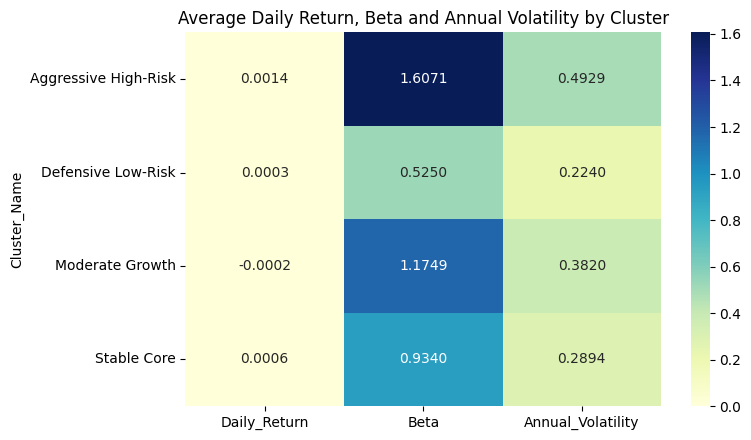 Average Daily Return, Beta and Annual Volatility by Cluster
Cluster_Name
Aggressive High-Risk 0.0014 1.6071 0.4929
Defensive Low-Risk 0.0003 0.5250 0.2240
Moderate Growth -0.0002 1.1749 0.3820
Stable Core 0.0006 0.9340 0.2894
Daily_Return Beta Annual_Volatility
1.6
1.4
1.2
1.0
0.8
0.6
0.4
0.2
0.0